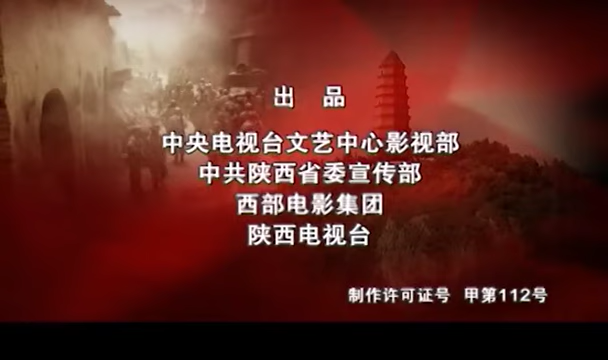 出 品
中央电视台文艺中心影视部
中共陕西省委宣传部
西部电影集团
陕西电视台
制作许可证号 甲第112号